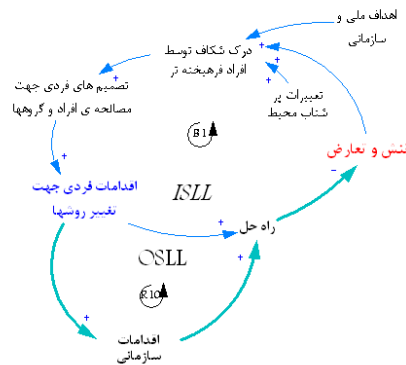 اهداف ملی و
سازمانی
درک شکاف توسط
افراد فرهیخته تر
تغییرات پر
شتاب محیط
تصمیم های فردی جهت
مصالحه ی افراد و گروهها
تنش و تعارض
B1
اقدامات فردی جهت
تغییر روشها
ISLL
راه حل
OSLL
R10
اقدامات
سازمانی